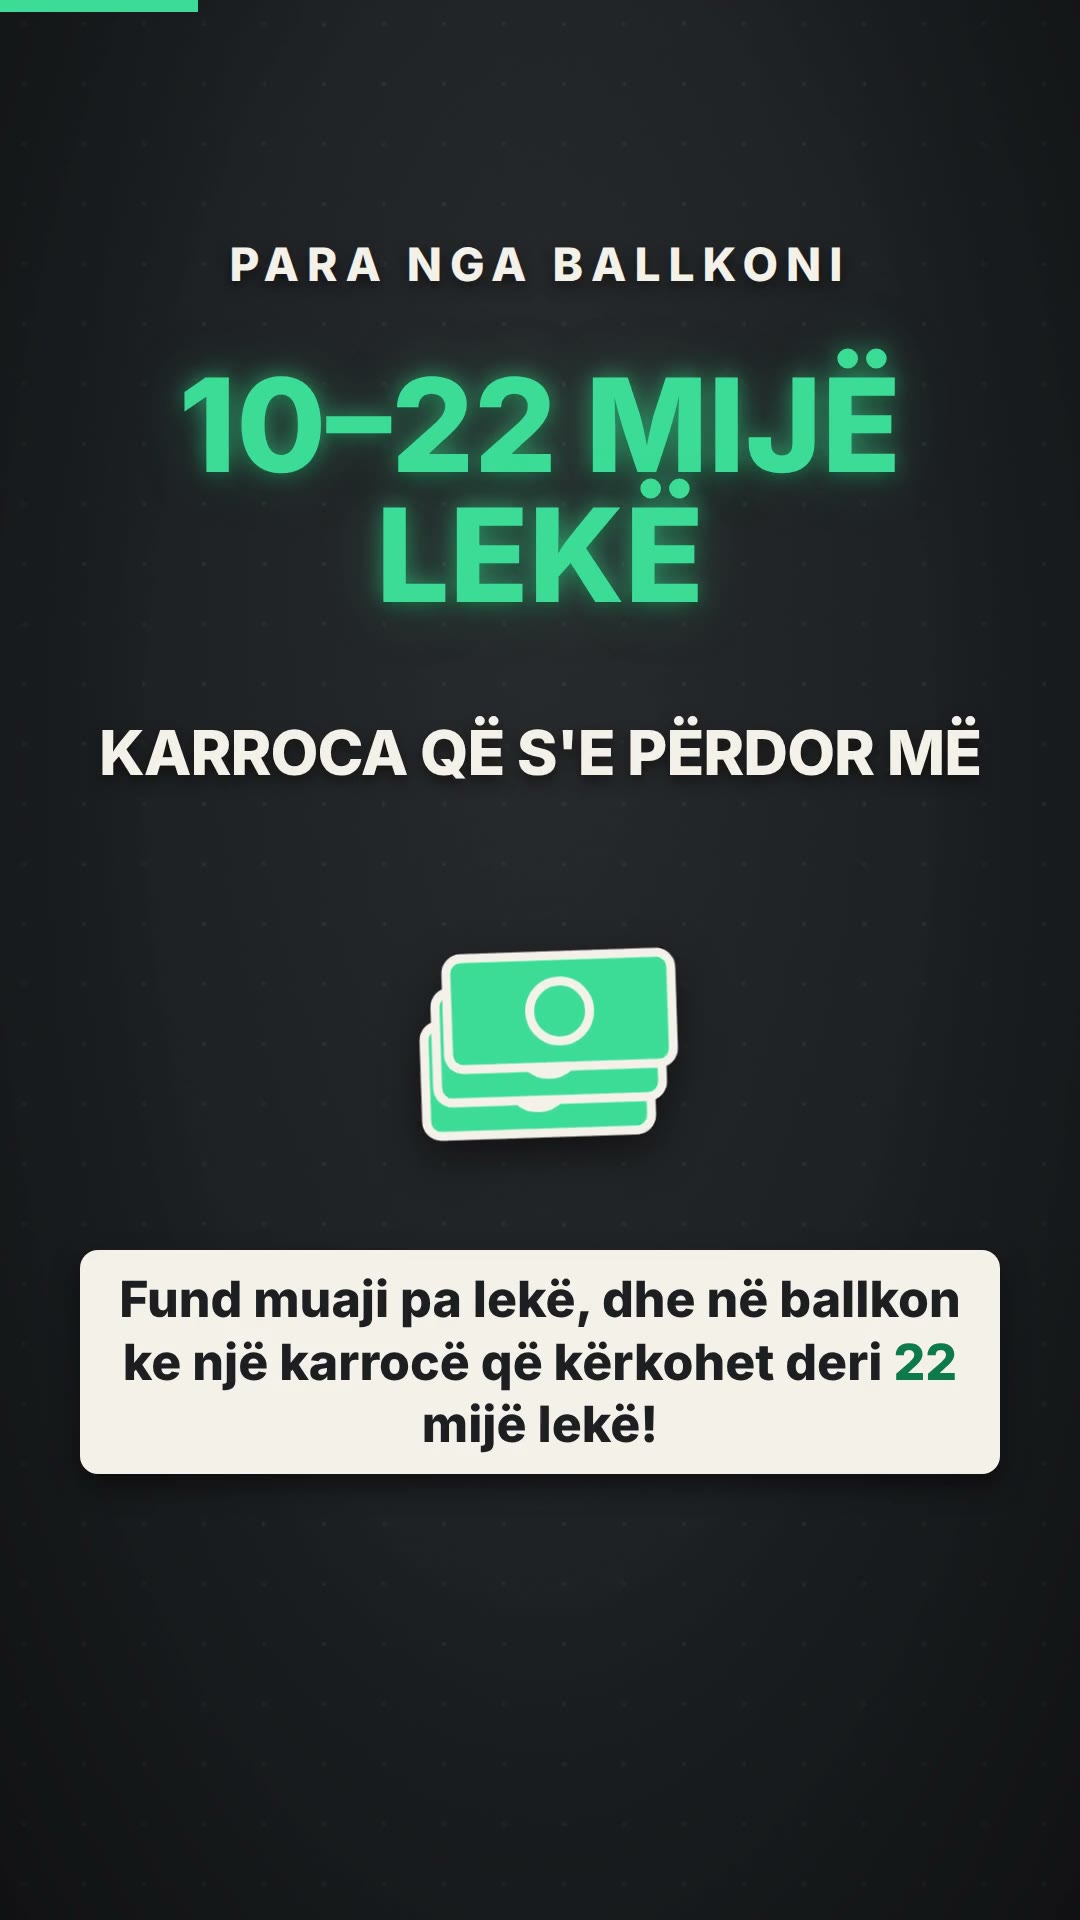 PARA NGA BALLKONI
10–22 MIJË
LEKË
KARROCA QË S'E PËRDOR MË
Fund muaji pa lekë, dhe në ballkon
ke një karrocë që kërkohet deri 22
mijë lekë!